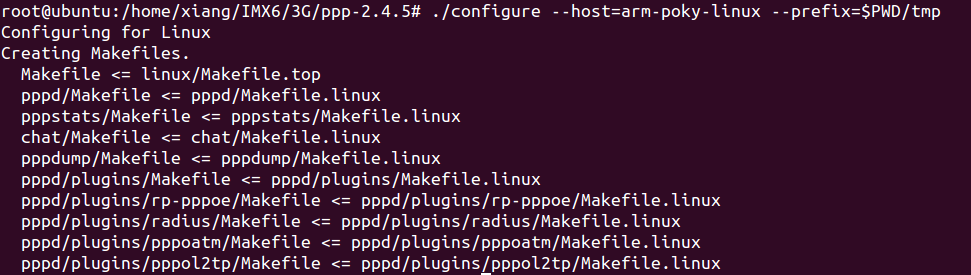 root@ubuntu:/home/xiang/IMX6/3G/ppp-2.4.5# ./configure --host=arm-poky-linux --prefix=$PWD/tmp
Configuring for Linux
Creating Makefiles.
  Makefile <= linux/Makefile.top
  pppd/Makefile <= pppd/Makefile.linux
  pppstats/Makefile <= pppstats/Makefile.linux
  chat/Makefile <= chat/Makefile.linux
  pppdump/Makefile <= pppdump/Makefile.linux
  pppd/plugins/Makefile <= pppd/plugins/Makefile.linux
  pppd/plugins/rp-pppoe/Makefile <= pppd/plugins/rp-pppoe/Makefile.linux
  pppd/plugins/radius/Makefile <= pppd/plugins/radius/Makefile.linux
  pppd/plugins/pppoatm/Makefile <= pppd/plugins/pppoatm/Makefile.linux
  pppd/plugins/pppol2tp/Makefile <= pppd/plugins/pppol2tp/Makefile.linux